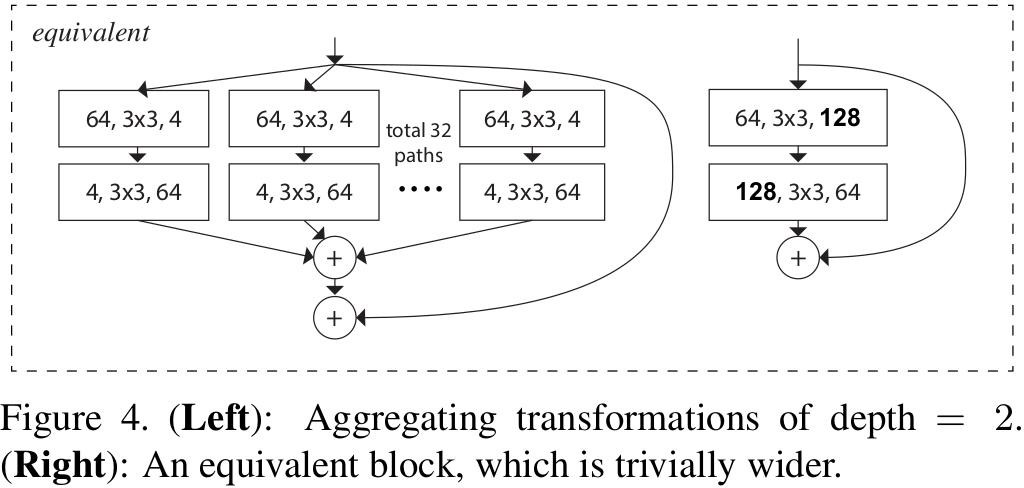 equivalent
64, 3x3, 4
64, 3x3, 4
total 32
paths
64, 3x3, 4
4, 3x3, 64
4, 3x3, 64
....
4, 3x3, 64
+
+
64, 3x3, 128
128, 3x3, 64
+
Figure 4. (Left): Aggregating transformations of depth = 2.
(Right): An equivalent block, which is trivially wider.